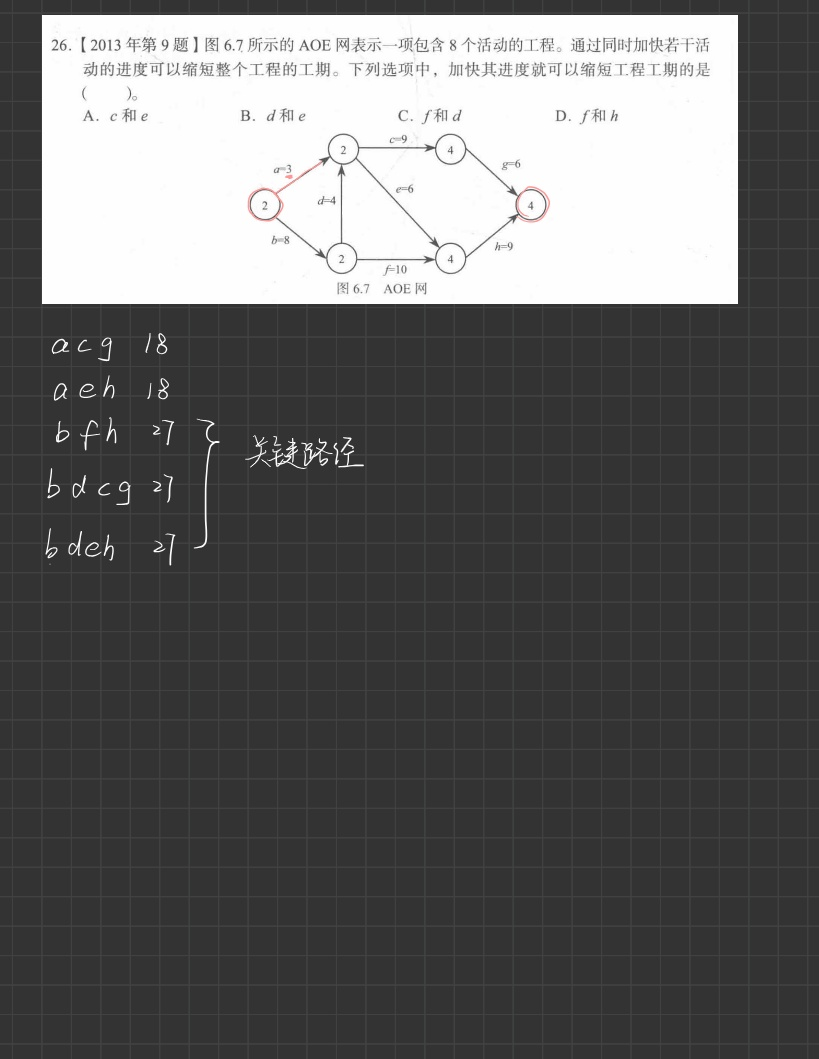 26.【2013 年第 9 题】图 6.7 所示的 AOE 网表示一项包含 8 个活动的工程。通过同时加快若干活
动的进度可以缩短整个工程的工期。下列选项中，加快其进度就可以缩短工程工期的是
(　　)。
A. c 和 e　B. d 和 e　C. f 和 d　D. f 和 h
2 c=9 4
a=3 g=6
e=6
2 d=4 4
b=8 h=9
2 f=10 4
图 6.7　AOE 网
a c g 18
a e h 18
b f h 27
关键路径
b d c g 27
b d e h 27